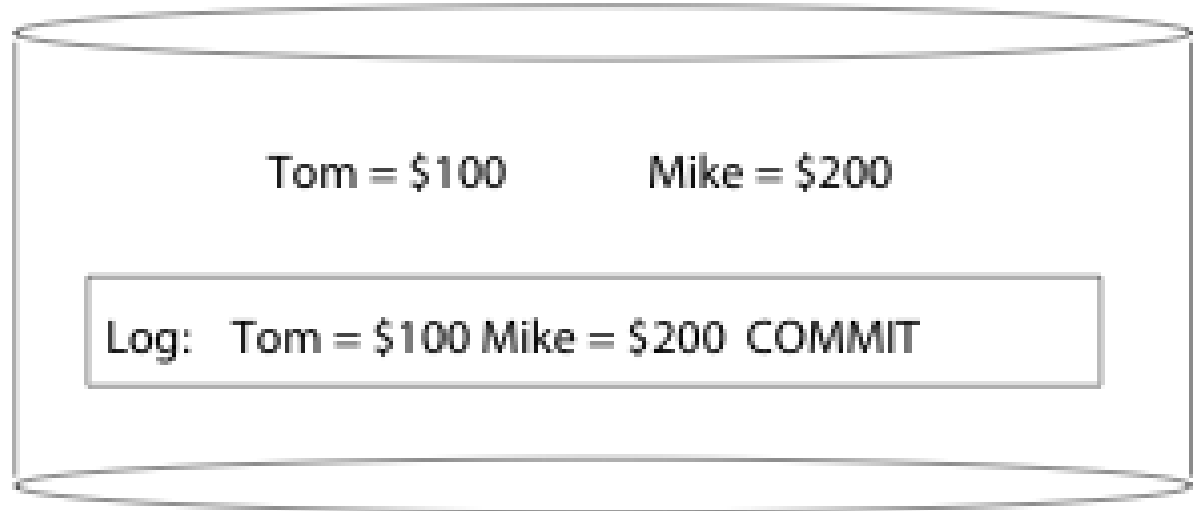 Tom = $100 Mike = $200
Log: Tom = $100 Mike = $200 COMMIT